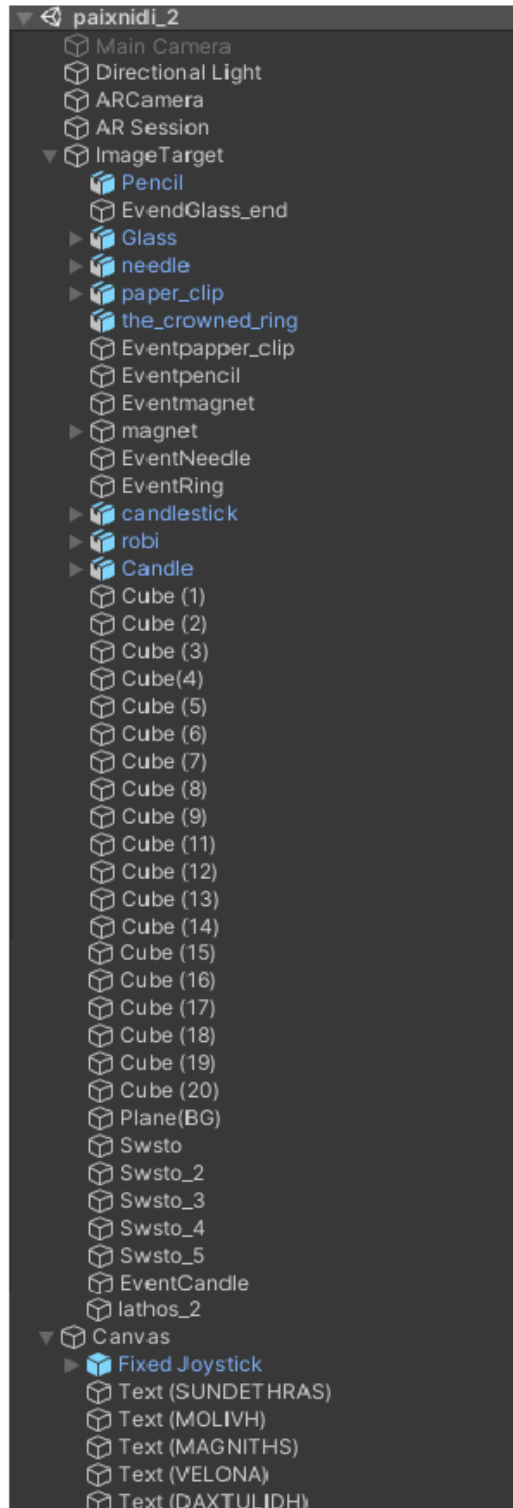 paixnidi_2
Main Camera
Directional Light
ARCamera
AR Session
ImageTarget
Pencil
EvendGlass_end
Glass
needle
paper_clip
the_crowned_ring
Eventpapper_clip
Eventpencil
Eventmagnet
magnet
EventNeedle
EventRing
candlestick
robi
Candle
Cube (1)
Cube (2)
Cube (3)
Cube(4)
Cube (5)
Cube (6)
Cube (7)
Cube (8)
Cube (9)
Cube (11)
Cube (12)
Cube (13)
Cube (14)
Cube (15)
Cube (16)
Cube (17)
Cube (18)
Cube (19)
Cube (20)
Plane(BG)
Swsto
Swsto_2
Swsto_3
Swsto_4
Swsto_5
EventCandle
lathos_2
Canvas
Fixed Joystick
Text (SUNDETHRAS)
Text (MOLIVH)
Text (MAGNITHS)
Text (VELONA)
Text (DAXTULIDH)